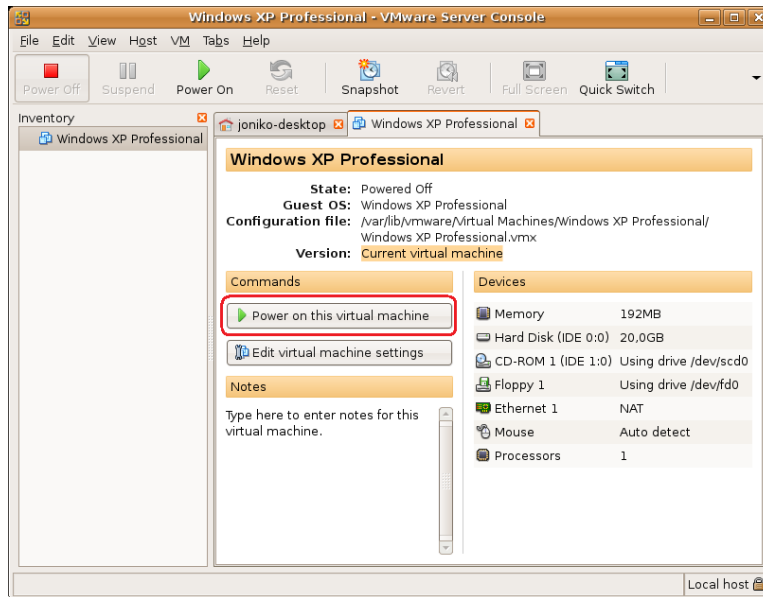 Windows XP Professional - VMware Server Console
File Edit View Host VM Tabs Help
Power Off Suspend Power On Reset Snapshot Revert Full Screen Quick Switch
Inventory
Windows XP Professional
joniko-desktop Windows XP Professional
Windows XP Professional
State: Powered Off
Guest OS: Windows XP Professional
Configuration file: /var/lib/vmware/Virtual Machines/Windows XP Professional/
Windows XP Professional.vmx
Version: Current virtual machine
Commands
Power on this virtual machine
Edit virtual machine settings
Notes
Type here to enter notes for this
virtual machine.
Devices
Memory 192MB
Hard Disk (IDE 0:0) 20,0GB
CD-ROM 1 (IDE 1:0) Using drive /dev/scd0
Floppy 1 Using drive /dev/fd0
Ethernet 1 NAT
Mouse Auto detect
Processors 1
Local host